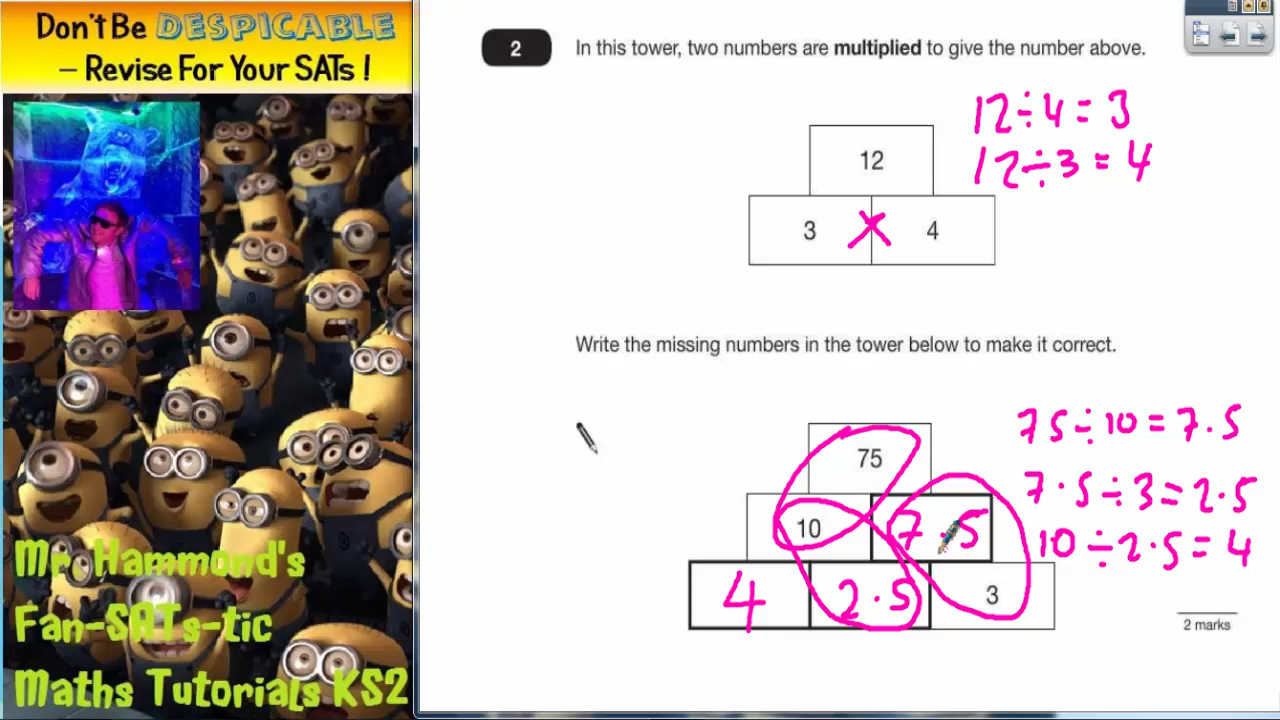 Don't Be DESPICABLE
– Revise For Your SATs !
Mr Hammond's
Fan-SATs-tic
Maths Tutorials KS2
2
In this tower, two numbers are multiplied to give the number above.
12÷4=3
12÷3=4
12
3 × 4
Write the missing numbers in the tower below to make it correct.
75
10 7.5
4 2.5 3
75÷10=7.5
7.5÷3=2.5
10÷2.5=4
2 marks